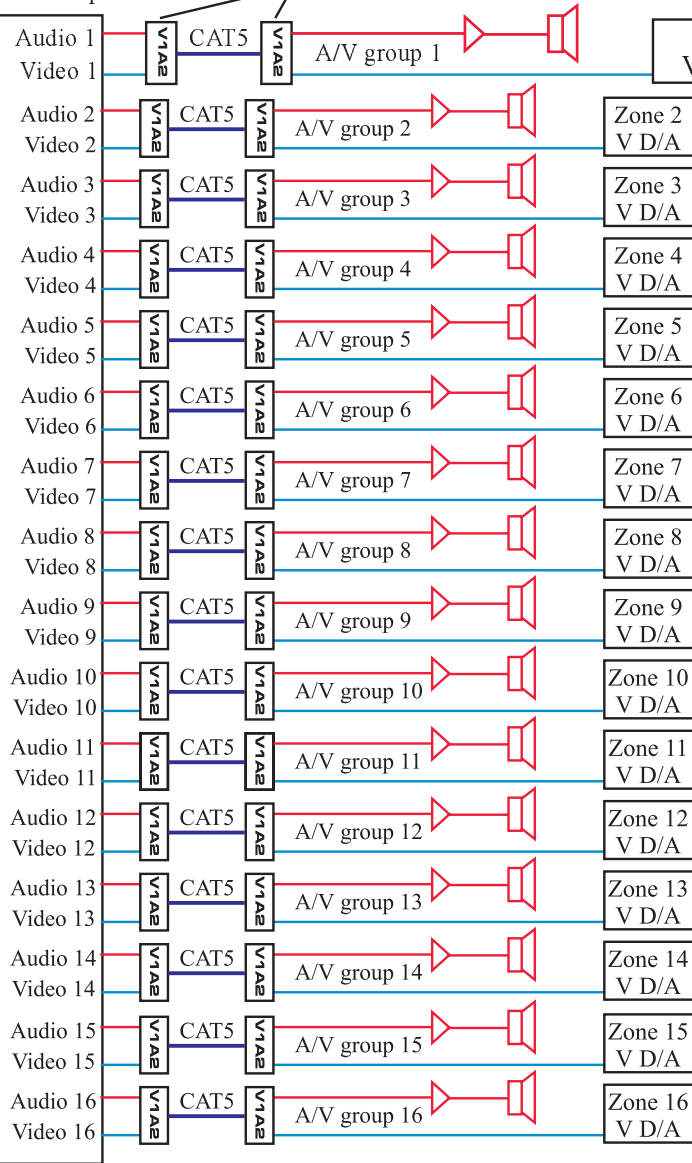 Audio 1 V1A2 CAT5 V1A2 A/V group 1
Video 1 V
Audio 2 V1A2 CAT5 V1A2 A/V group 2 Zone 2
Video 2 V D/A
Audio 3 V1A2 CAT5 V1A2 A/V group 3 Zone 3
Video 3 V D/A
Audio 4 V1A2 CAT5 V1A2 A/V group 4 Zone 4
Video 4 V D/A
Audio 5 V1A2 CAT5 V1A2 A/V group 5 Zone 5
Video 5 V D/A
Audio 6 V1A2 CAT5 V1A2 A/V group 6 Zone 6
Video 6 V D/A
Audio 7 V1A2 CAT5 V1A2 A/V group 7 Zone 7
Video 7 V D/A
Audio 8 V1A2 CAT5 V1A2 A/V group 8 Zone 8
Video 8 V D/A
Audio 9 V1A2 CAT5 V1A2 A/V group 9 Zone 9
Video 9 V D/A
Audio 10 V1A2 CAT5 V1A2 A/V group 10 Zone 10
Video 10 V D/A
Audio 11 V1A2 CAT5 V1A2 A/V group 11 Zone 11
Video 11 V D/A
Audio 12 V1A2 CAT5 V1A2 A/V group 12 Zone 12
Video 12 V D/A
Audio 13 V1A2 CAT5 V1A2 A/V group 13 Zone 13
Video 13 V D/A
Audio 14 V1A2 CAT5 V1A2 A/V group 14 Zone 14
Video 14 V D/A
Audio 15 V1A2 CAT5 V1A2 A/V group 15 Zone 15
Video 15 V D/A
Audio 16 V1A2 CAT5 V1A2 A/V group 16 Zone 16
Video 16 V D/A